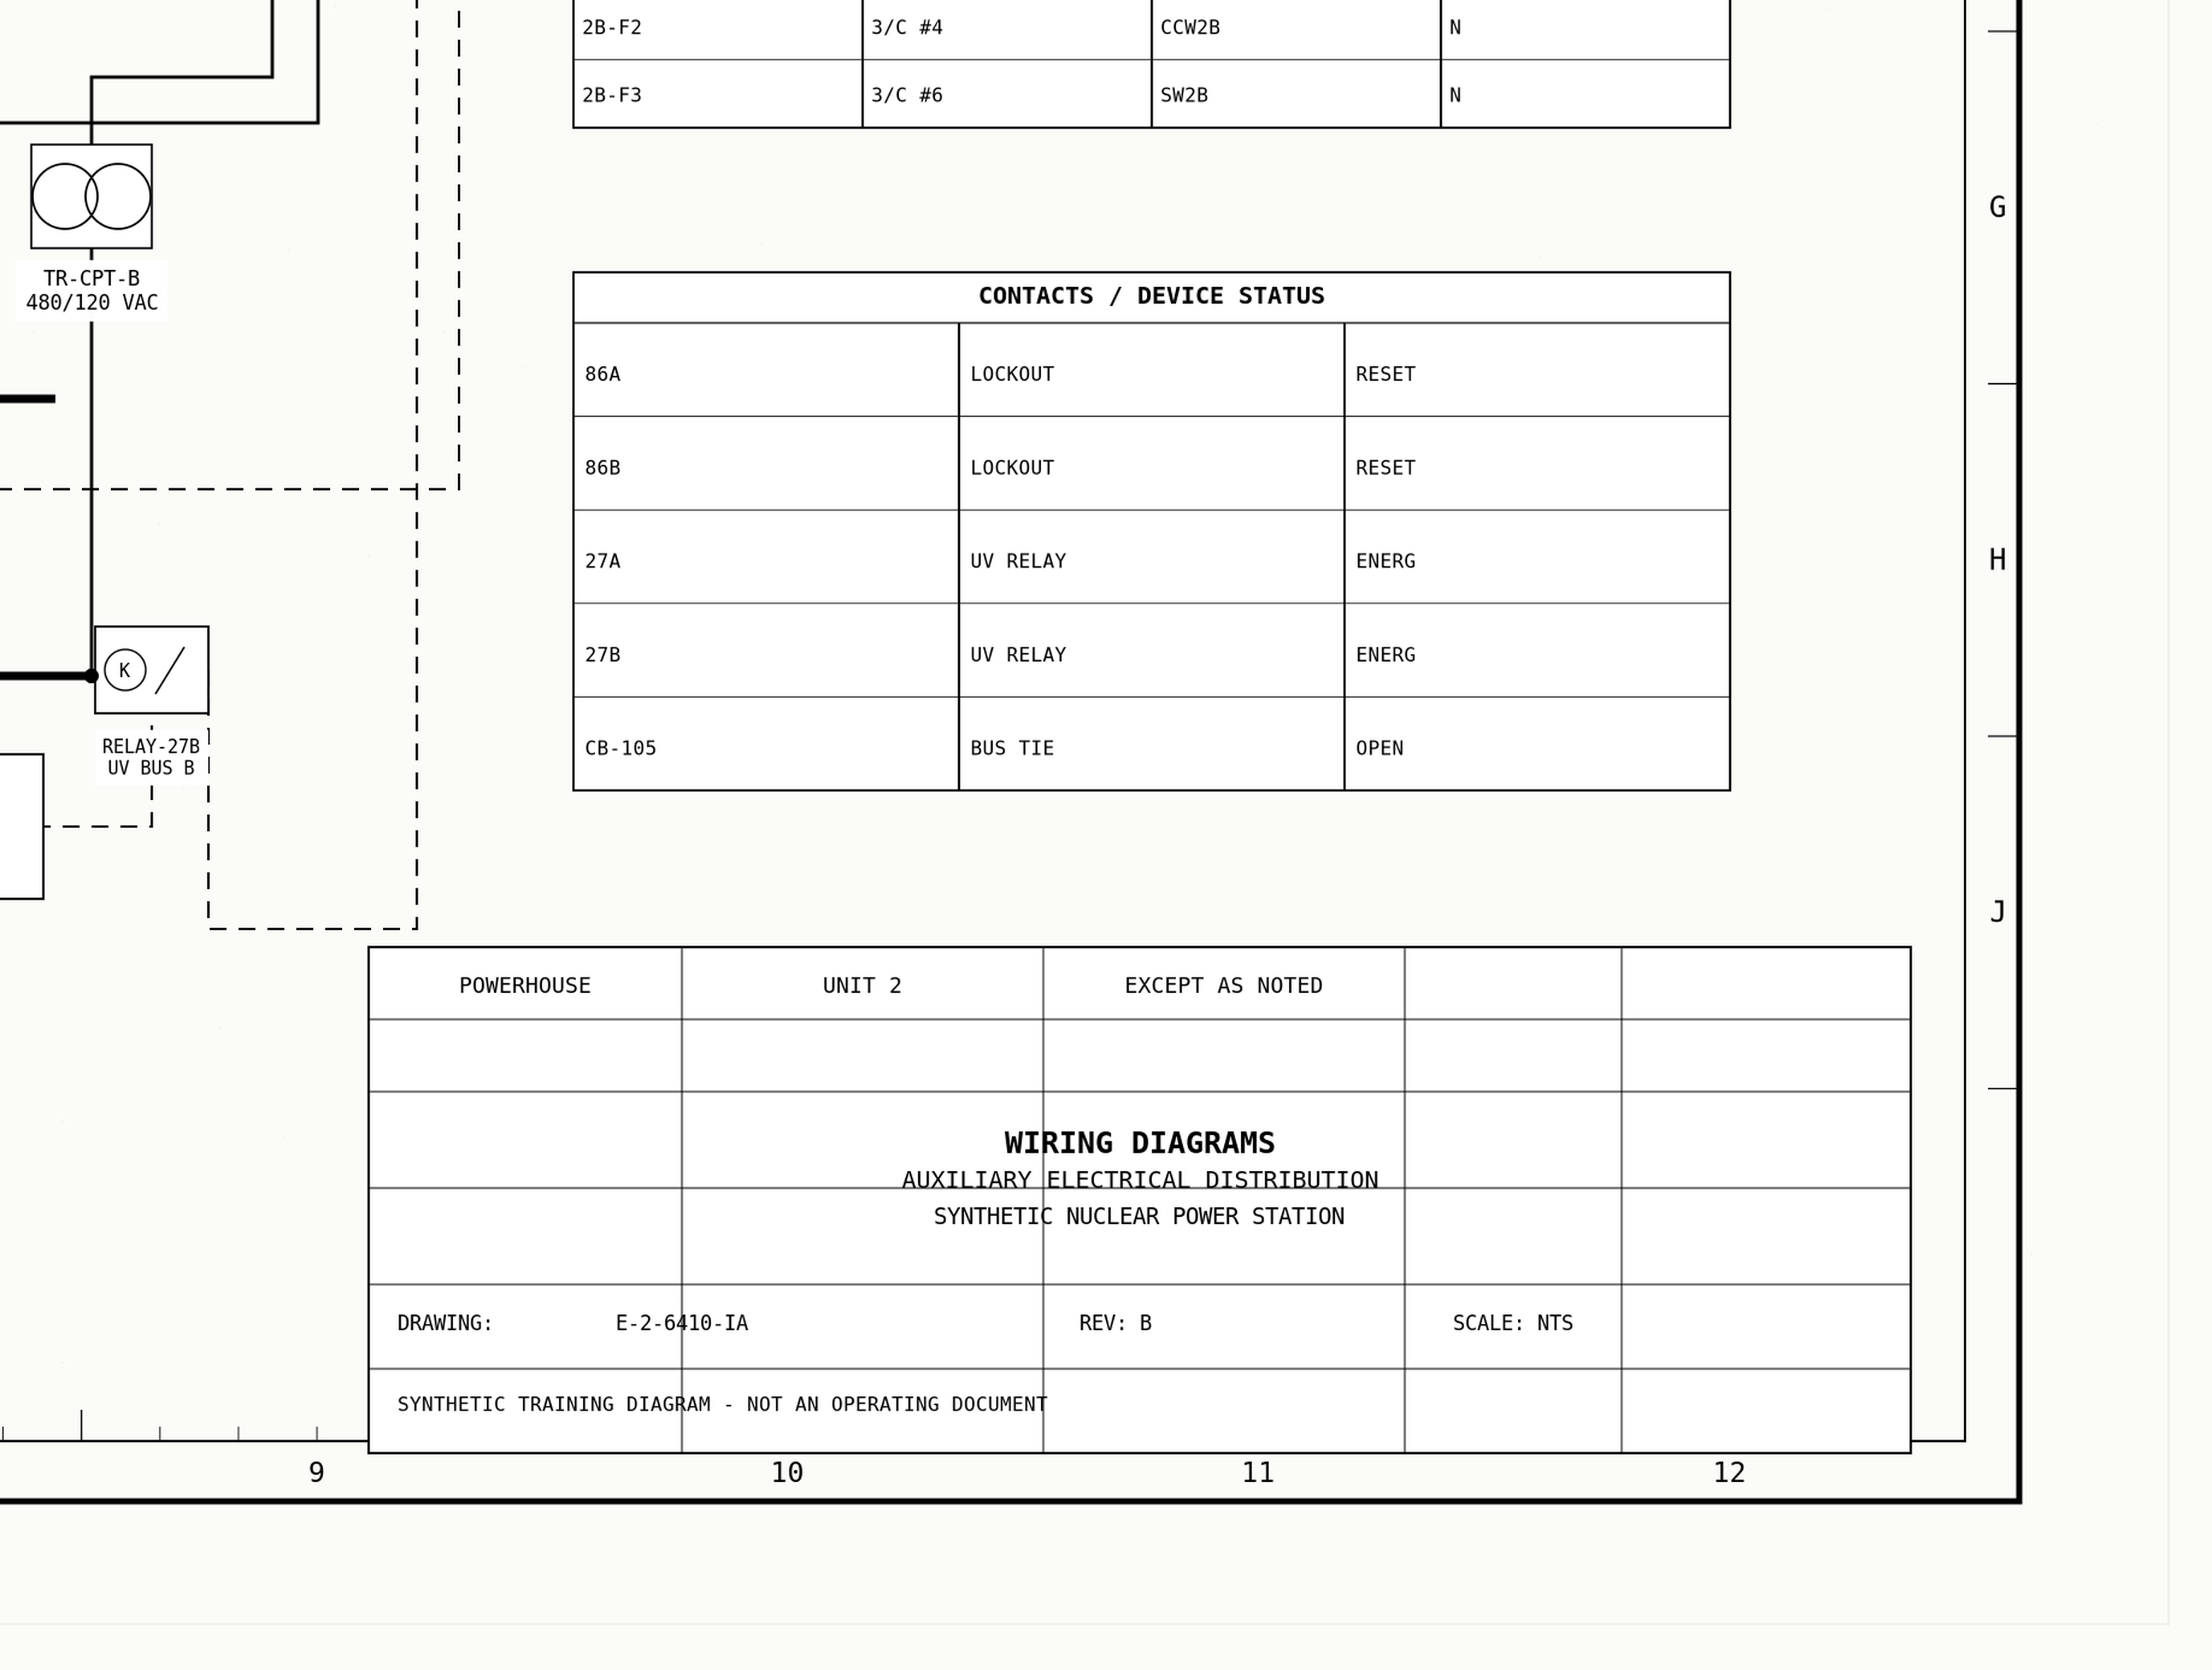 2B-F2 3/C #4 CCW2B N
2B-F3 3/C #6 SW2B N
TR-CPT-B
480/120 VAC
G
CONTACTS / DEVICE STATUS
86A LOCKOUT RESET
86B LOCKOUT RESET
27A UV RELAY ENERG
H
27B UV RELAY ENERG
CB-105 BUS TIE OPEN
K
RELAY-27B
UV BUS B
J
POWERHOUSE UNIT 2 EXCEPT AS NOTED
WIRING DIAGRAMS
AUXILIARY ELECTRICAL DISTRIBUTION
SYNTHETIC NUCLEAR POWER STATION
DRAWING: E-2-6410-IA REV: B SCALE: NTS
SYNTHETIC TRAINING DIAGRAM - NOT AN OPERATING DOCUMENT
9 10 11 12